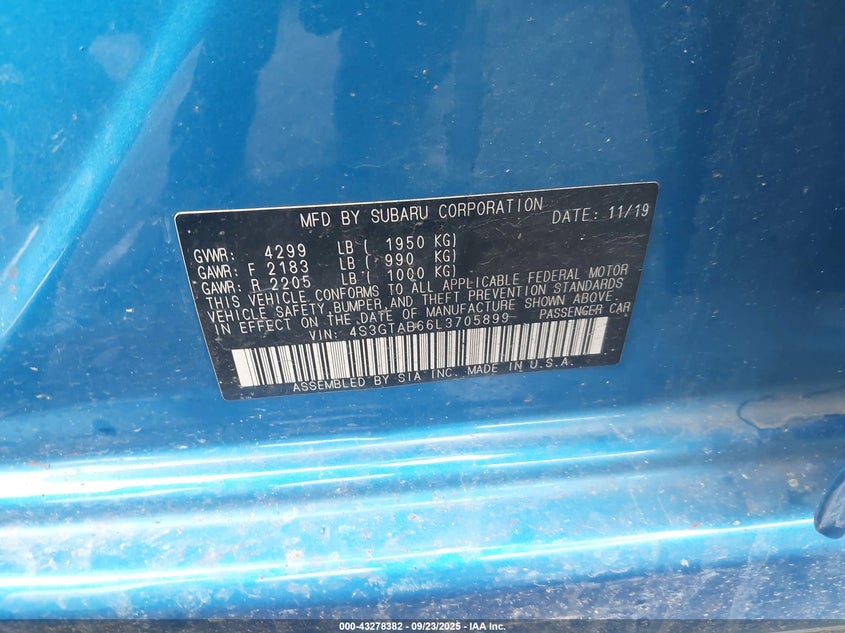 MFD BY SUBARU CORPORATION DATE: 11/19
GVWR: 4299 LB ( 1950 KG)
GAWR: F 2183 LB ( 990 KG)
GAWR: R 2205 LB ( 1000 KG)
THIS VEHICLE CONFORMS TO ALL APPLICABLE FEDERAL MOTOR
VEHICLE SAFETY, BUMPER, AND THEFT PREVENTION STANDARDS
IN EFFECT ON THE DATE OF MANUFACTURE SHOWN ABOVE.
VIN: 4S3GTAB66L3705899 PASSENGER CAR
ASSEMBLED BY SIA INC. MADE IN U.S.A.
000-43278382 - 09/23/2025 - IAA Inc.